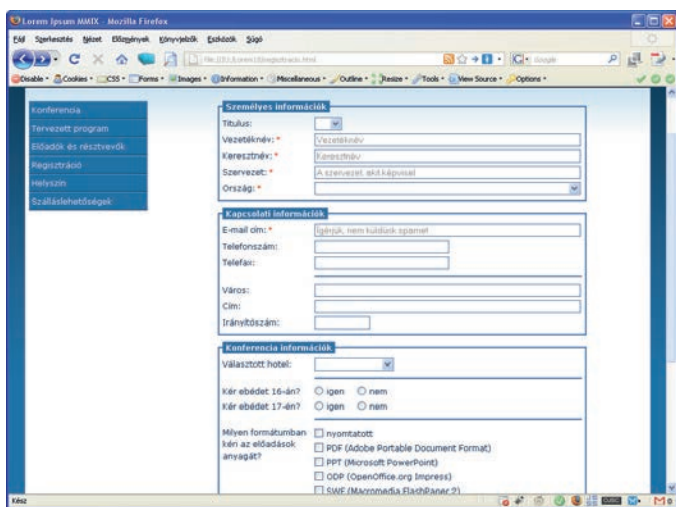 Lorem Ipsum MMIX - Mozilla Firefox
Fájl Szerkesztés Nézet Előzmények Könyvjelzők Eszközök Súgó
Google
Disable Cookies CSS Forms Images Information Miscellaneous Outline Resize Tools View Source Options
Konferencia
Tervezett program
Előadók és résztvevők
Regisztráció
Helyszín
Szálláslehetőségek
Személyes információk
Titulus:
Vezetéknév: * Vezetéknév
Keresztnév: * Keresztnév
Szervezet: * A szervezet, akit képvisel
Ország: *
Kapcsolati információk
E-mail cím: * Ígérjük, nem küldünk spamet
Telefonszám:
Telefax:
Város:
Cím:
Irányítószám:
Konferencia információk
Választott hotel:
Kér ebédet 16-án? igen nem
Kér ebédet 17-én? igen nem
Milyen formátumban kéri az előadások anyagát?
nyomtatott
PDF (Adobe Portable Document Format)
PPT (Microsoft PowerPoint)
ODP (OpenOffice.org Impress)
SWF (Macromedia FlashPaper 2)
Kész